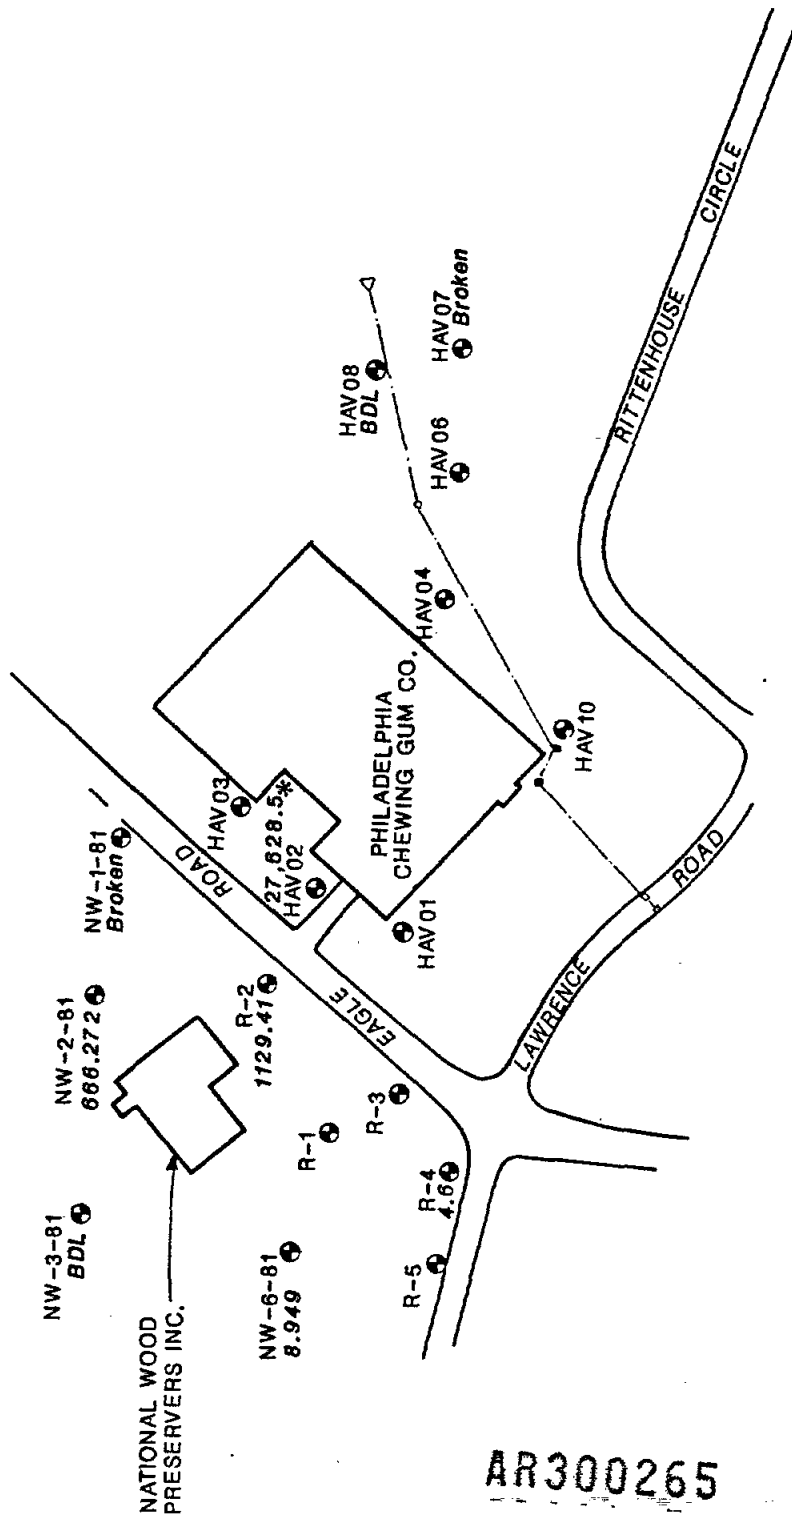 NATIONAL WOOD
PRESERVERS INC.
NW-3-81
BDL
NW-2-81
666.272
NW-1-81
Broken
NW-6-81
8.949
R-1
R-2
1129.41
R-3
R-4
4.6
R-5
EAGLE
ROAD
HAV03
27,628.5*
HAV02
HAV01
PHILADELPHIA
CHEWING GUM CO.
HAV04
HAV06
HAV08
BDL
HAV07
Broken
HAV10
LAWRENCE
ROAD
RITTENHOUSE
CIRCLE
AR300265